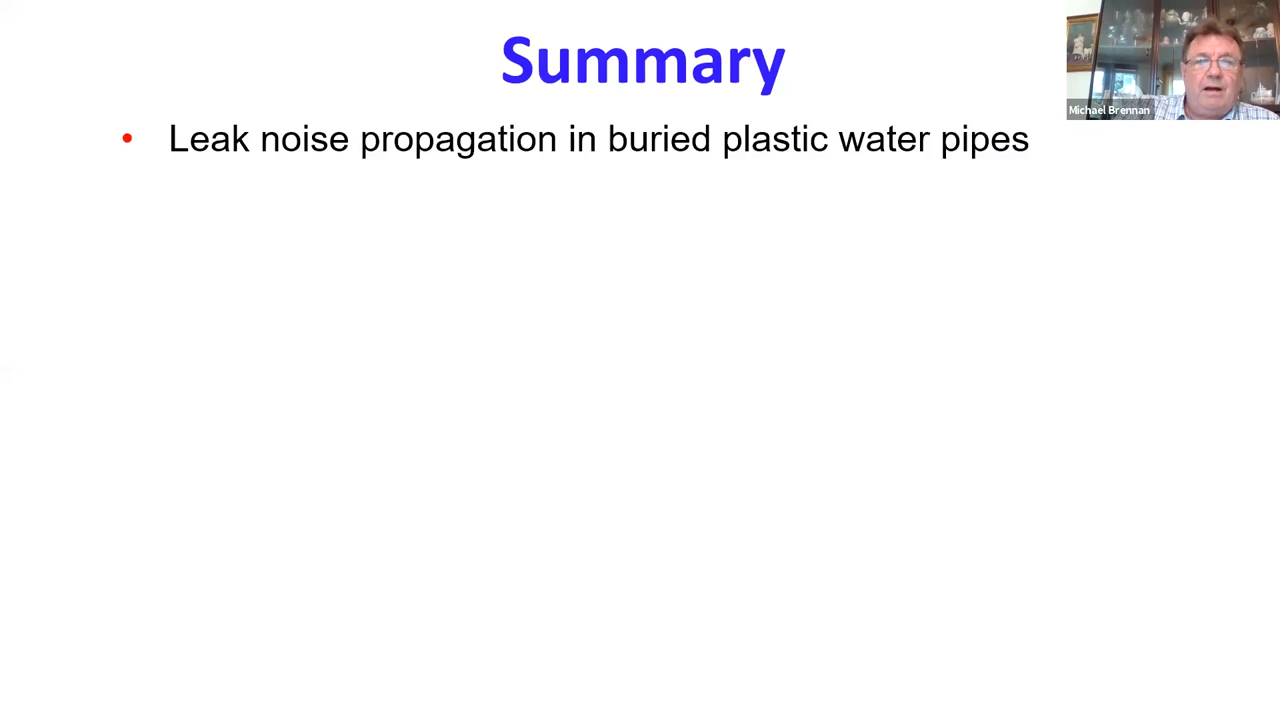 Summary
• Leak noise propagation in buried plastic water pipes
Michael Brennan